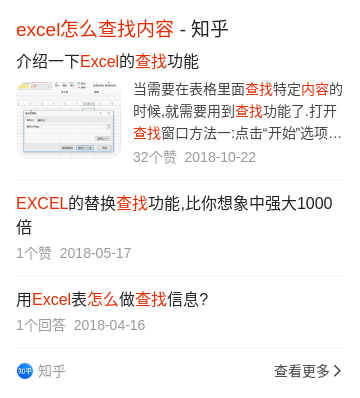 excel怎么查找内容 - 知乎
介绍一下Excel的查找功能
当需要在表格里面查找特定内容的
时候,就需要用到查找功能了.打开
查找窗口方法一:点击“开始”选项...
32个赞 2018-10-22
EXCEL的替换查找功能,比你想象中强大1000
倍
1个赞 2018-05-17
用Excel表怎么做查找信息?
1个回答 2018-04-16
知乎 知乎
查看更多